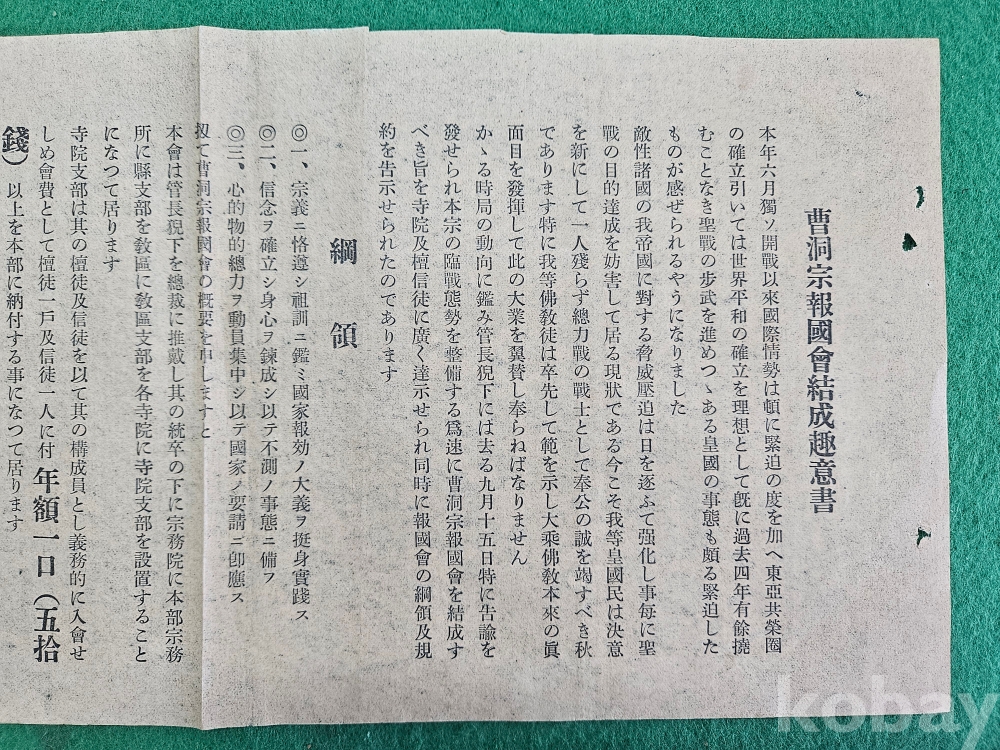 曹洞宗報國會結成趣意書
本年六月獨ソ開戰以來國際情勢は頓に緊迫の度を加へ東亞共榮圈
の確立引いては世界平和の確立を理想として旣に過去四年有餘撓
むことなき聖戰の步武を進めつゝある皇國の事態も頗る緊迫した
ものが感ぜられるやうになりました
敵性諸國の我帝國に對する脅威壓迫は日を逐ふて强化し事每に聖
戰の目的達成を妨害して居る現狀である今こそ我等皇國民は決意
を新にして一人殘らず總力戰の戰士として奉公の誠を竭すべき秋
であります特に我等佛敎徒は卒先して範を示し大乘佛敎本來の眞
面目を發揮して此の大業を翼贊し奉らねばなりません
かゝる時局の動向に鑑み管長猊下には去る九月十五日特に告諭を
發せられ本宗の臨戰態勢を整備する爲速に曹洞宗報國會を結成す
べき旨を寺院及檀信徒に廣く達示せられ同時に報國會の綱領及規
約を告示せられたのであります
綱領
◎一、宗義ニ恪遵シ祖訓ニ鑑ミ國家報効ノ大義ヲ挺身實踐ス
◎二、信念ヲ確立シ身心ヲ鍊成シ以テ不測ノ事態ニ備フ
◎三、心的物的總力ヲ動員集中シ以テ國家ノ要請ニ卽應ス
扨て曹洞宗報國會の概要を申しますと
本會は管長猊下を總裁に推戴し其の統卒の下に宗務院に本部宗務
所に縣支部を敎區に敎區支部を各寺院に寺院支部を設置すること
になつて居ります
寺院支部は其の檀徒及信徒を以て其の構成員とし義務的に入會せ
しめ會費として檀徒一戶及信徒一人に付年額一口(五拾
錢)以上を本部に納付する事になつて居ります
kobay